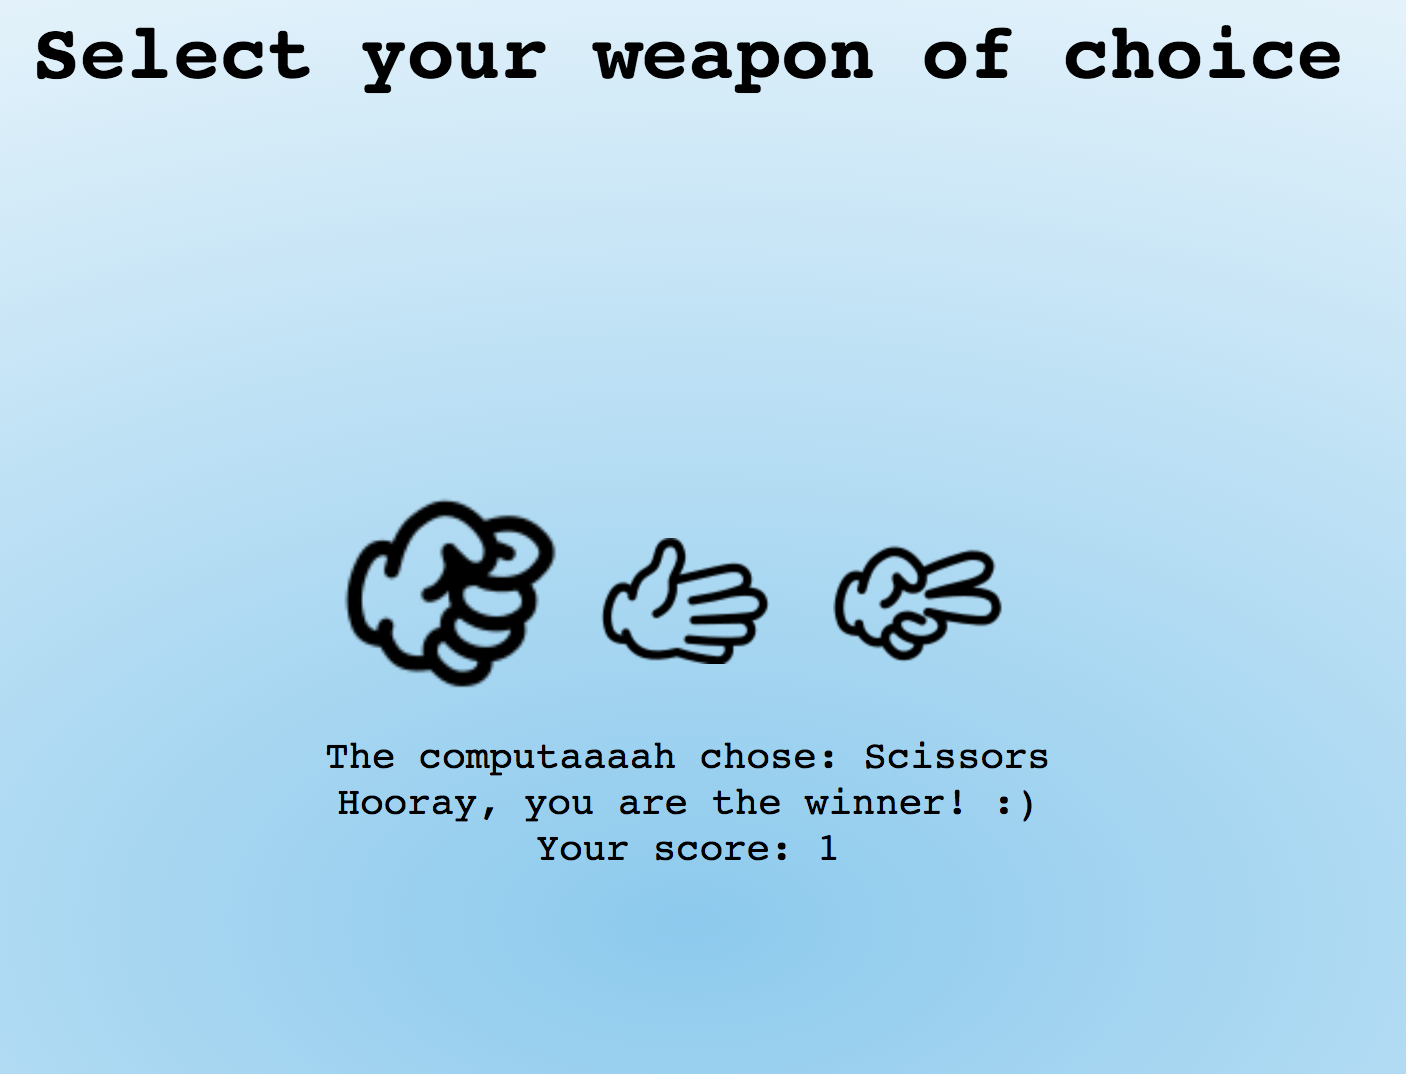 Select your weapon of choice
The computaaaah chose: Scissors
Hooray, you are the winner! :)
Your score: 1